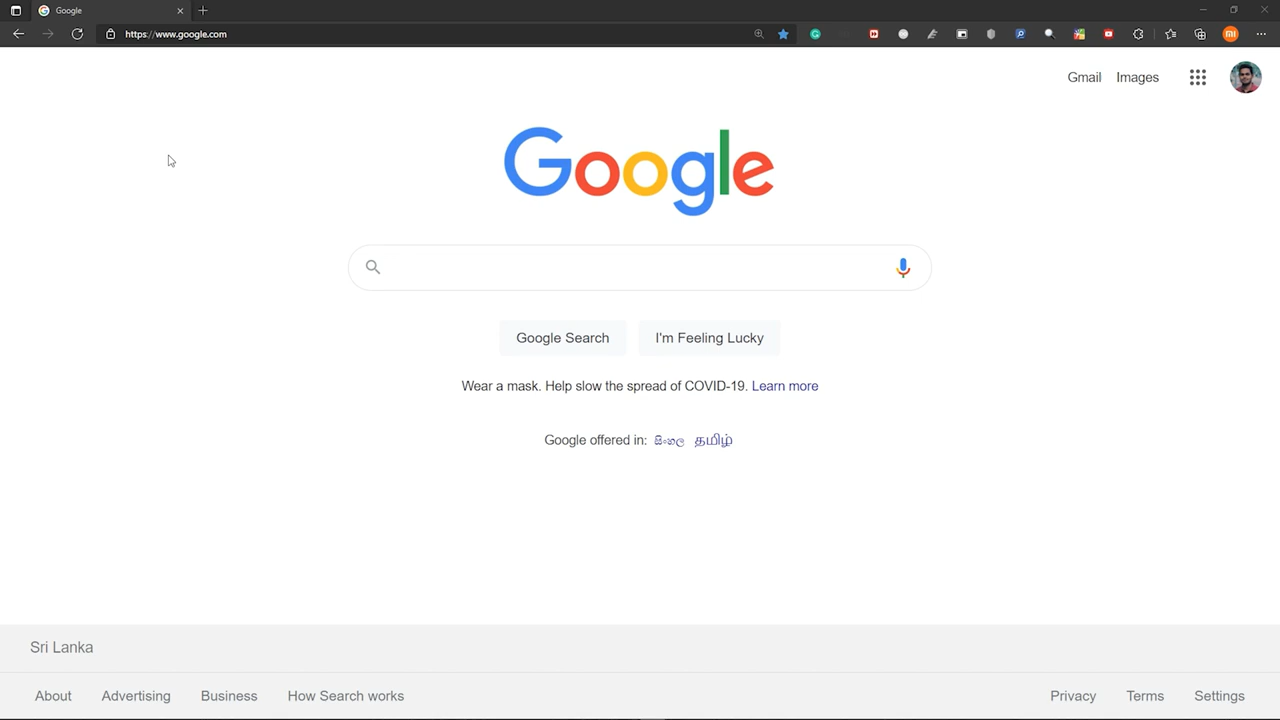 Google
https://www.google.com
Gmail Images
Google
Google Search I'm Feeling Lucky
Wear a mask. Help slow the spread of COVID-19. Learn more
Google offered in: සිංහල தமிழ்
Sri Lanka
About Advertising Business How Search works Privacy Terms Settings